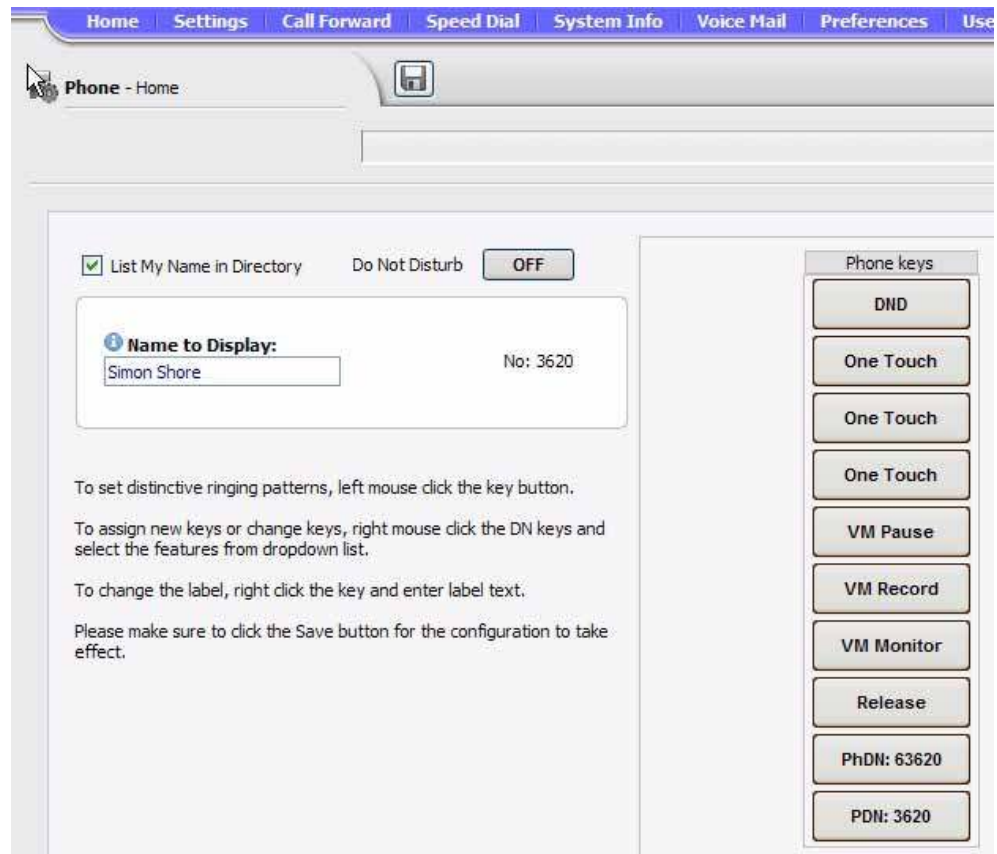 Home Settings Call Forward Speed Dial System Info Voice Mail Preferences Use
Phone - Home
List My Name in Directory Do Not Disturb OFF
Name to Display:
Simon Shore
No: 3620
To set distinctive ringing patterns, left mouse click the key button.
To assign new keys or change keys, right mouse click the DN keys and
select the features from dropdown list.
To change the label, right click the key and enter label text.
Please make sure to click the Save button for the configuration to take
effect.
Phone keys
DND
One Touch
One Touch
One Touch
VM Pause
VM Record
VM Monitor
Release
PhDN: 63620
PDN: 3620